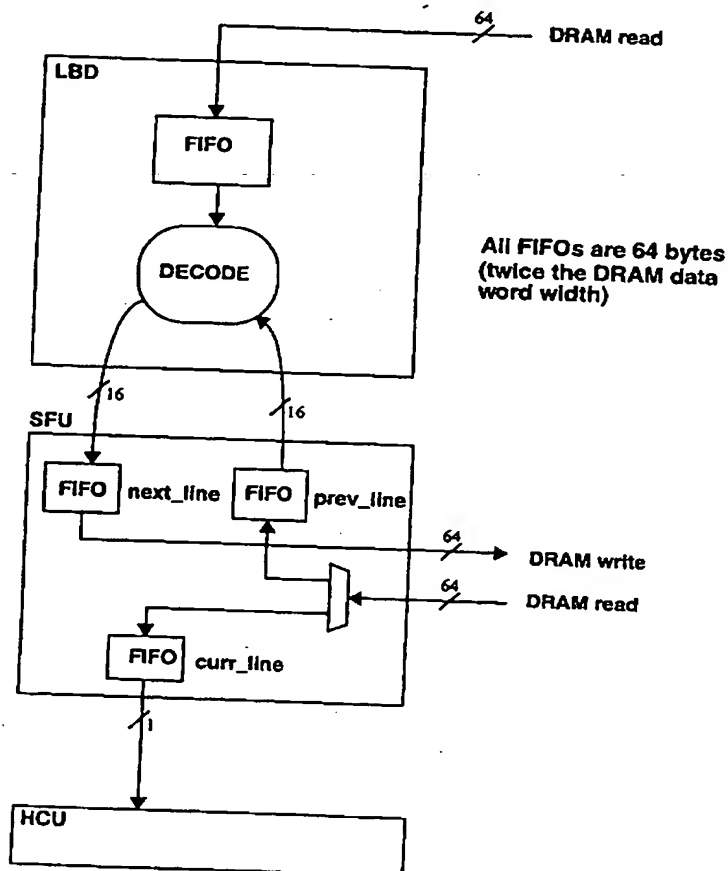 64
DRAM read
LBD
FIFO
DECODE
All FIFOs are 64 bytes
(twice the DRAM data
word width)
16
16
SFU
FIFO next_line
FIFO prev_line
64
DRAM write
64
DRAM read
FIFO curr_line
1
HCU